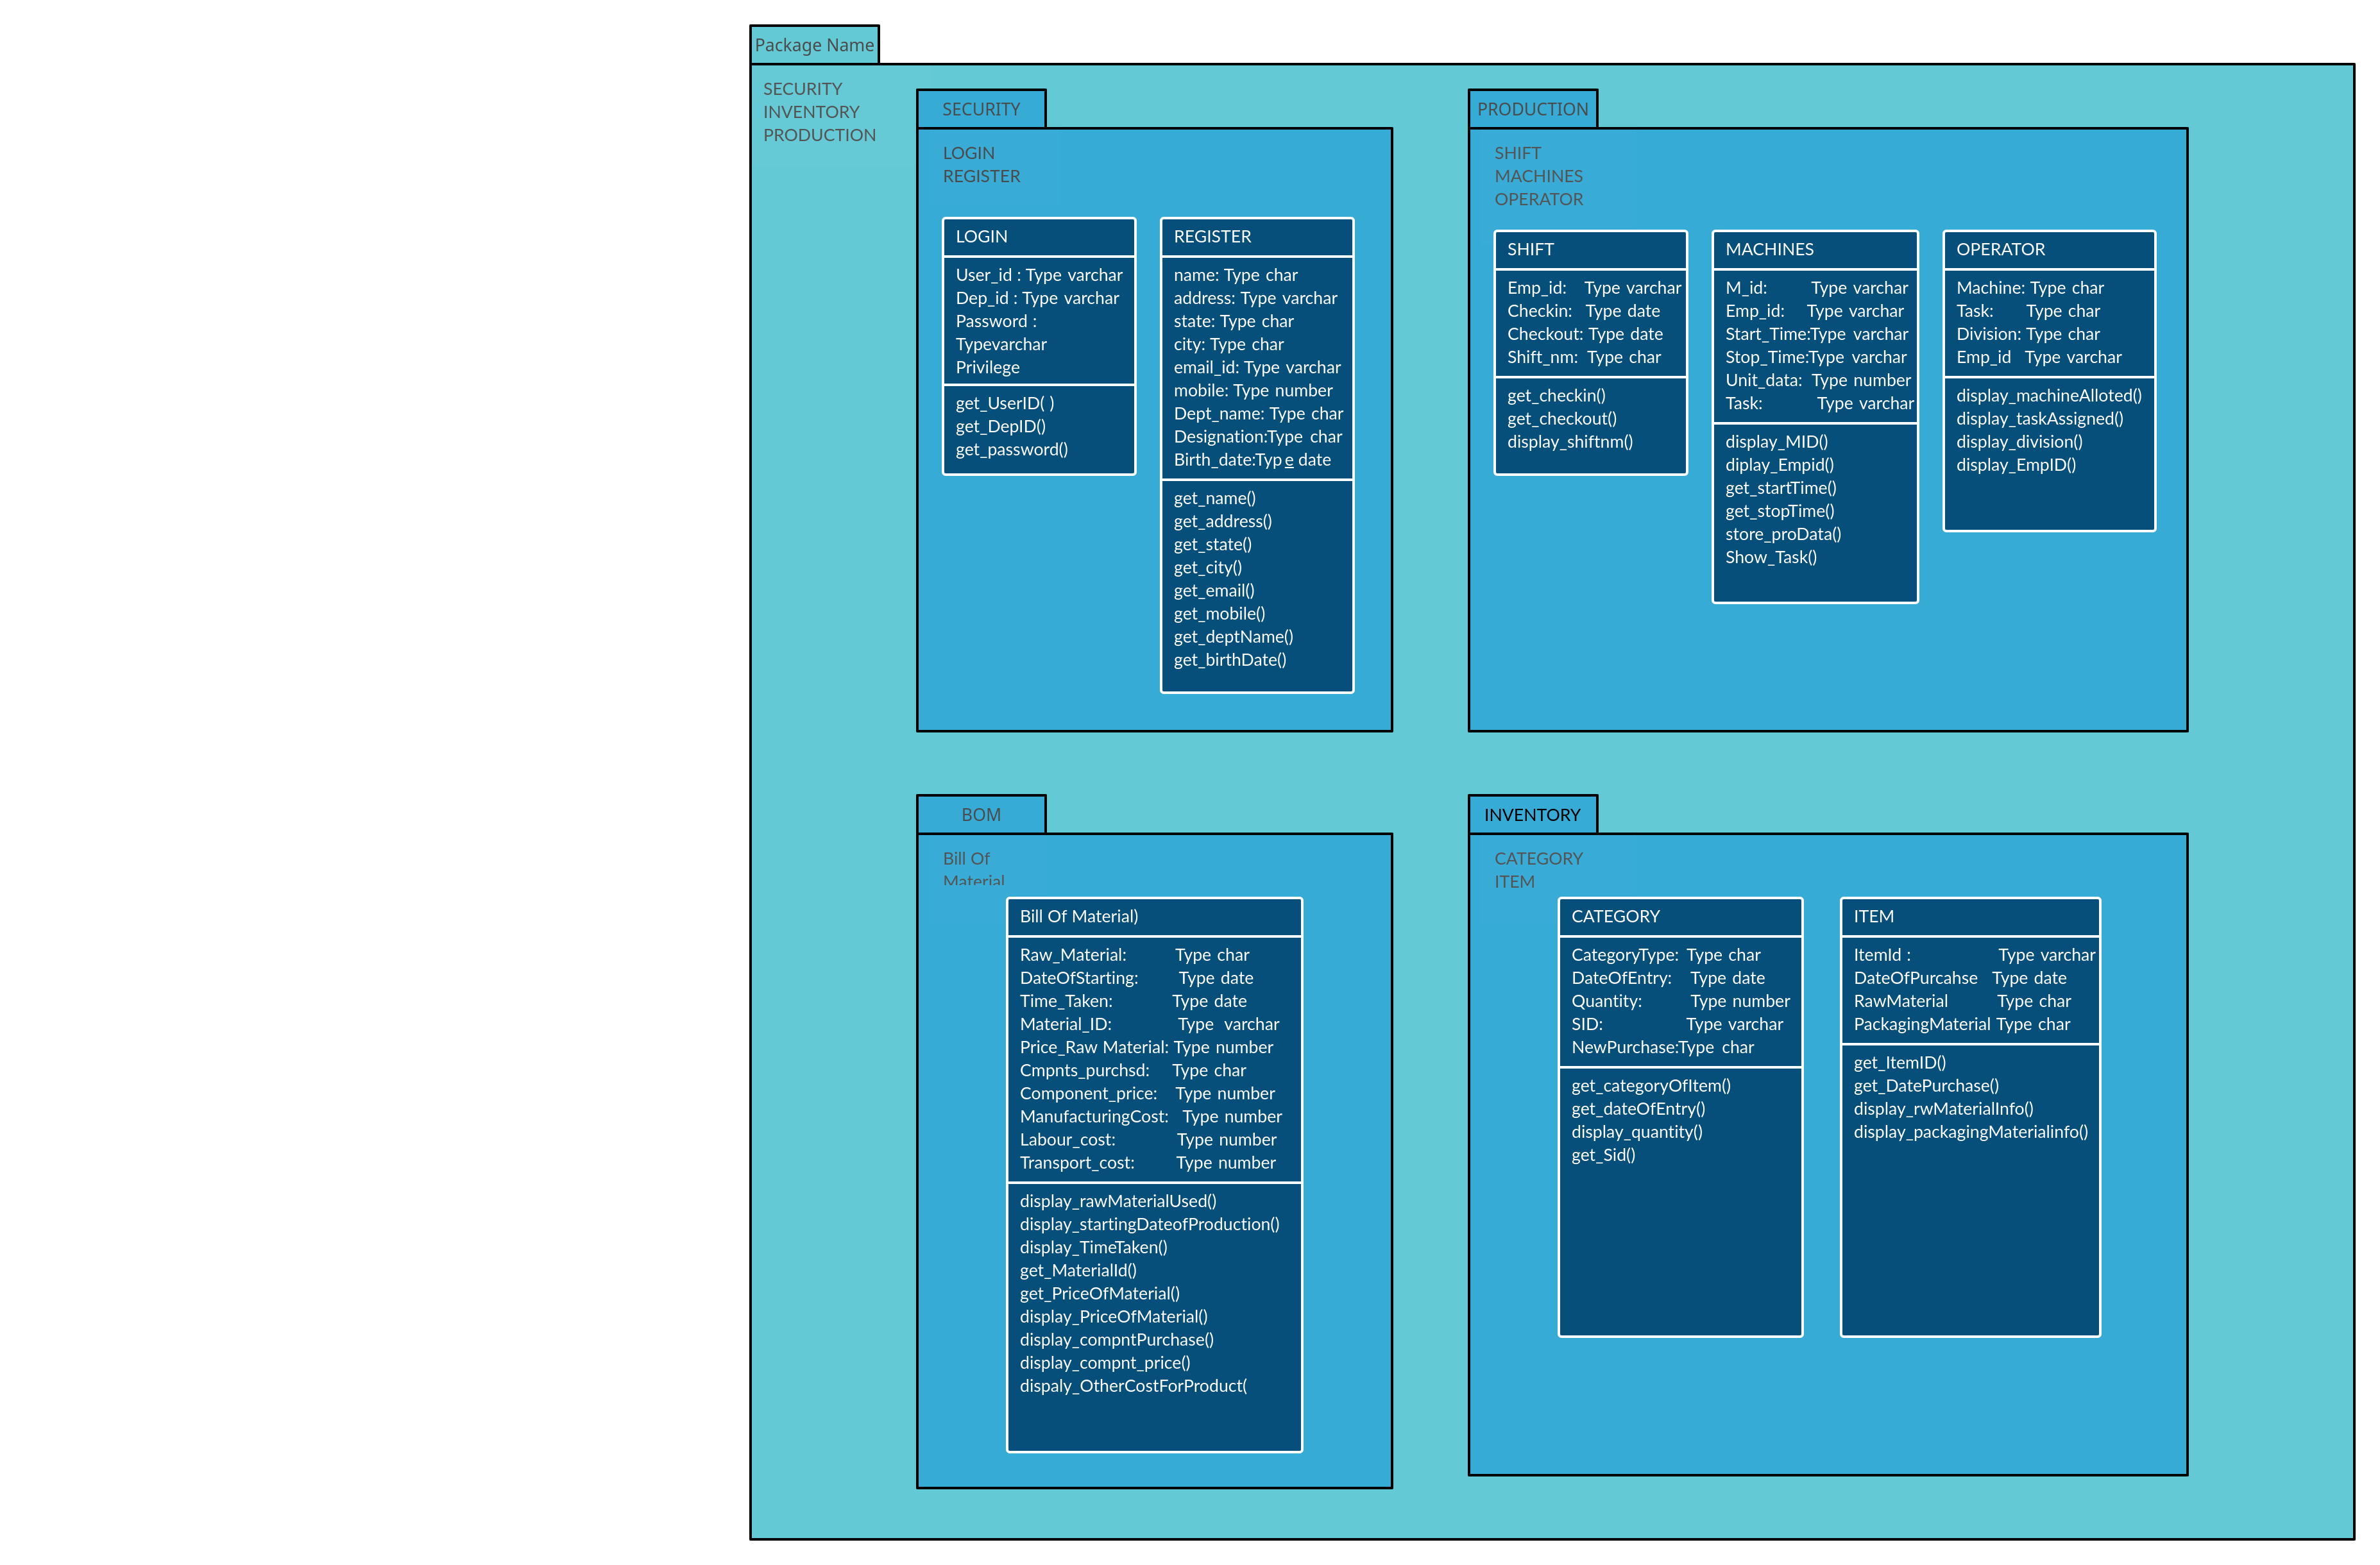 Package Name
SECURITY
INVENTORY
PRODUCTION
SECURITY
LOGIN
REGISTER
LOGIN
User_id : Type varchar
Dep_id : Type varchar
Password :
Typevarchar
Privilege
get_UserID( )
get_DepID()
get_password()
REGISTER
name: Type char
address: Type varchar
state: Type char
city: Type char
email_id: Type varchar
mobile: Type number
Dept_name: Type char
Designation:Type char
Birth_date:Type date
get_name()
get_address()
get_state()
get_city()
get_email()
get_mobile()
get_deptName()
get_birthDate()
PRODUCTION
SHIFT
MACHINES
OPERATOR
SHIFT
Emp_id: Type varchar
Checkin: Type date
Checkout: Type date
Shift_nm: Type char
get_checkin()
get_checkout()
display_shiftnm()
MACHINES
M_id: Type varchar
Emp_id: Type varchar
Start_Time:Type varchar
Stop_Time:Type varchar
Unit_data: Type number
Task: Type varchar
display_MID()
diplay_Empid()
get_startTime()
get_stopTime()
store_proData()
Show_Task()
OPERATOR
Machine: Type char
Task: Type char
Division: Type char
Emp_id Type varchar
display_machineAlloted()
display_taskAssigned()
display_division()
display_EmpID()
BOM
Bill Of
Material
Bill Of Material)
Raw_Material: Type char
DateOfStarting: Type date
Time_Taken: Type date
Material_ID: Type varchar
Price_Raw Material: Type number
Cmpnts_purchsd: Type char
Component_price: Type number
ManufacturingCost: Type number
Labour_cost: Type number
Transport_cost: Type number
display_rawMaterialUsed()
display_startingDateofProduction()
display_TimeTaken()
get_MaterialId()
get_PriceOfMaterial()
display_PriceOfMaterial()
display_compntPurchase()
display_compnt_price()
dispaly_OtherCostForProduct(
INVENTORY
CATEGORY
ITEM
CATEGORY
CategoryType: Type char
DateOfEntry: Type date
Quantity: Type number
SID: Type varchar
NewPurchase:Type char
get_categoryOfItem()
get_dateOfEntry()
display_quantity()
get_Sid()
ITEM
ItemId : Type varchar
DateOfPurcahse Type date
RawMaterial Type char
PackagingMaterial Type char
get_ItemID()
get_DatePurchase()
display_rwMaterialInfo()
display_packagingMaterialinfo()